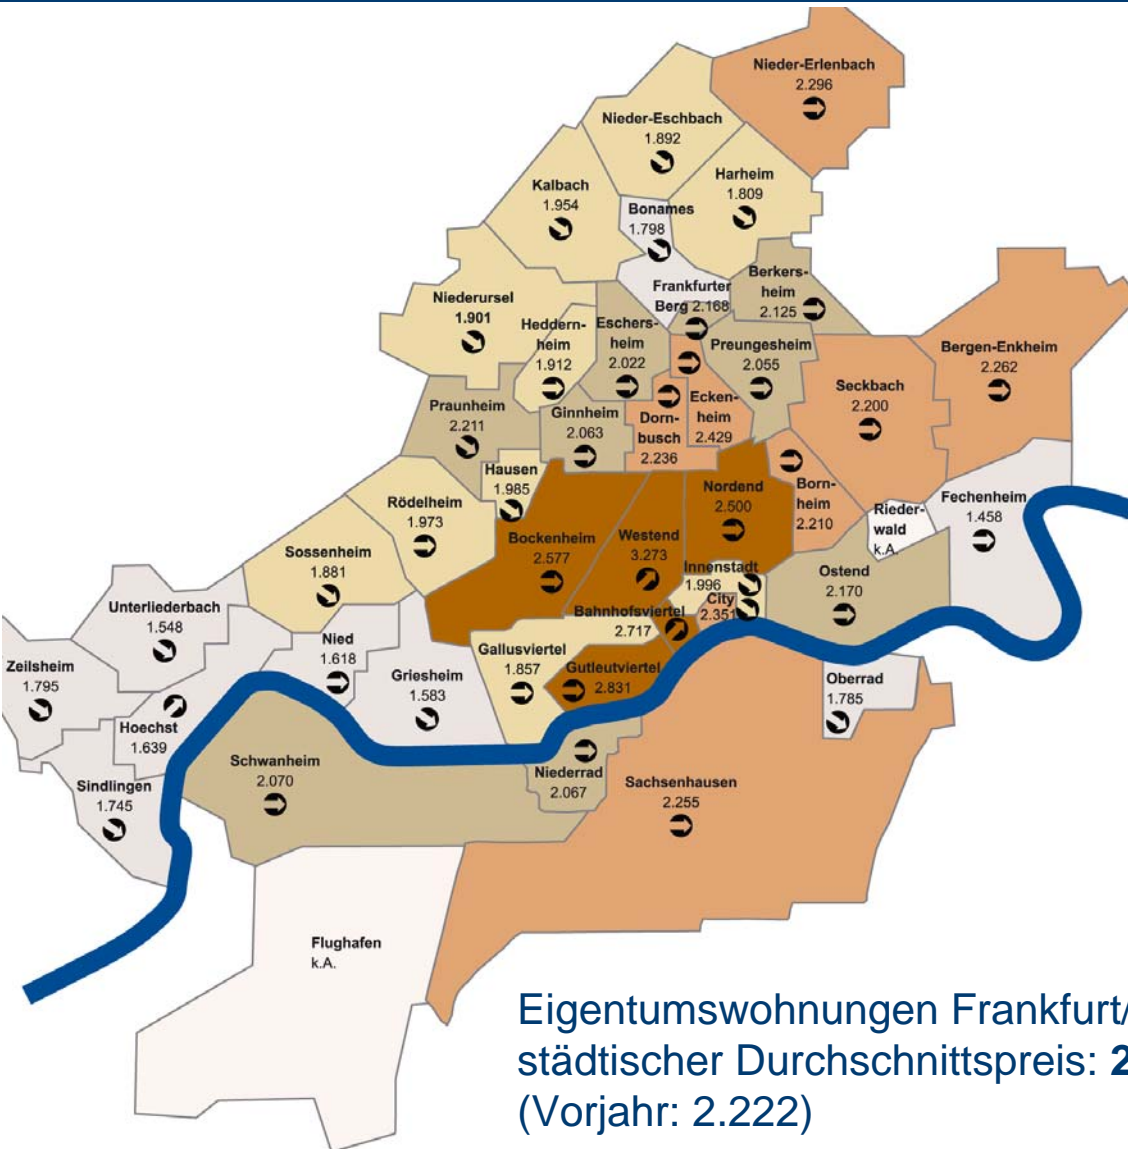 Nieder-Erlenbach
2.296
Nieder-Eschbach
1.892
Harheim
1.809
Kalbach
1.954
Bonames
1.798
Berkers-
heim
2.125
Frankfurter
Berg 2.168
Niederursel
1.901
Heddern-
heim
1.912
Eschers-
heim
2.022
Preungesheim
2.055
Bergen-Enkheim
2.262
Seckbach
2.200
Ecken-
heim
2.429
Praunheim
2.211
Ginnheim
2.063
Dorn-
busch
2.236
Hausen
1.985
Nordend
2.500
Born-
heim
2.210
Rieder-
wald
k.A.
Fechenheim
1.458
Rödelheim
1.973
Bockenheim
2.577
Westend
3.273
Sossenheim
1.881
Innenstadt
1.996
City
2.351
Ostend
2.170
Unterliederbach
1.548
Bahnhofsviertel
2.717
Nied
1.618
Gallusviertel
1.857
Gutleutviertel
2.831
Zeilsheim
1.795
Griesheim
1.583
Oberrad
1.785
Hoechst
1.639
Schwanheim
2.070
Niederrad
2.067
Sachsenhausen
2.255
Sindlingen
1.745
Flughafen
k.A.
Eigentumswohnungen Frankfurt/
städtischer Durchschnittspreis: 2
(Vorjahr: 2.222)